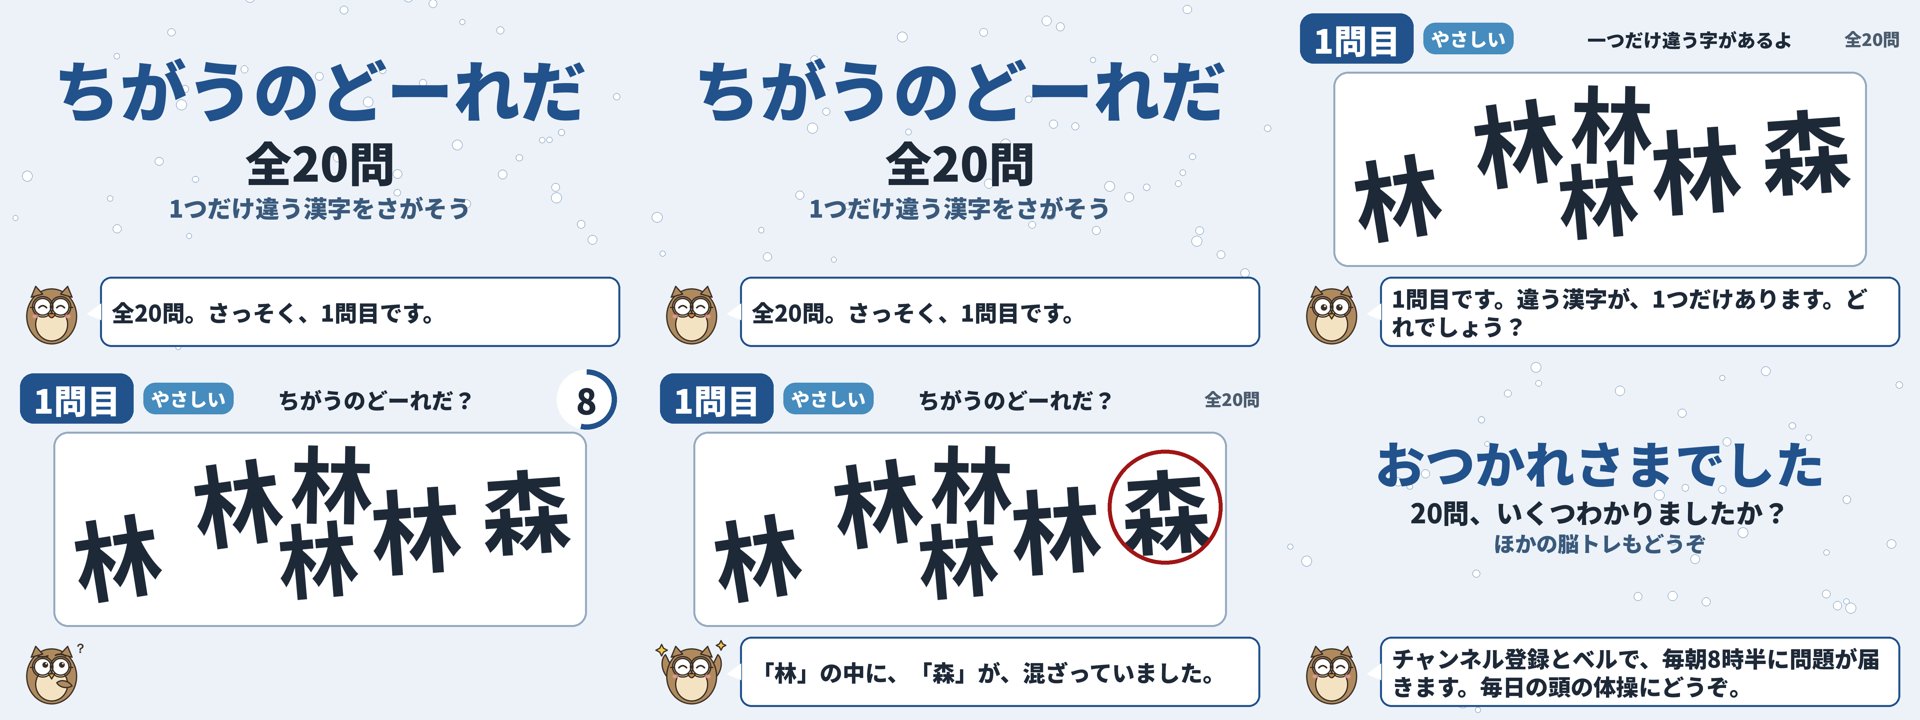 ちがうのどーれだ
全20問
1つだけ違う漢字をさがそう
全20問。さっそく、1問目です。
ちがうのどーれだ
全20問
1つだけ違う漢字をさがそう
全20問。さっそく、1問目です。
1問目 やさしい 一つだけ違う字があるよ 全20問
林 林 林 林 林 森
1問目です。違う漢字が、1つだけあります。ど
れでしょう？
1問目 やさしい ちがうのどーれだ？ 8
林 林 林 林 林 森
?
1問目 やさしい ちがうのどーれだ？ 全20問
林 林 林 林 林 森
「林」の中に、「森」が、混ざっていました。
おつかれさまでした
20問、いくつわかりましたか？
ほかの脳トレもどうぞ
チャンネル登録とベルで、毎朝8時半に問題が届
きます。毎日の頭の体操にどうぞ。